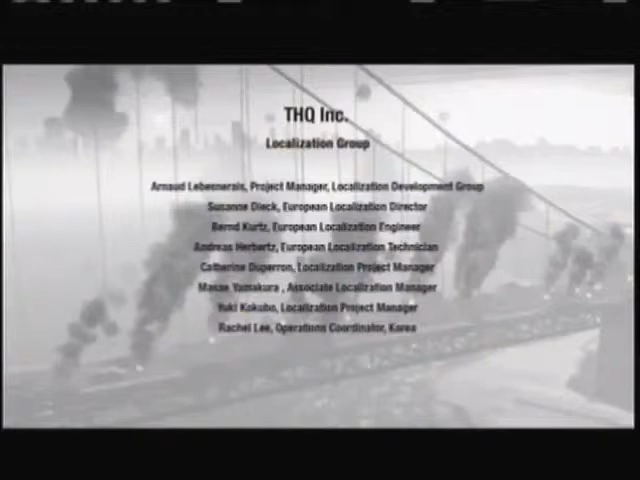 THQ Inc.
Localization Group
Arnaud Lebesnerais, Project Manager, Localization Development Group
Susanne Dieck, European Localization Director
Bernd Kurtz, European Localization Engineer
Andreas Herbertz, European Localization Technician
Catherine Duperron, Localization Project Manager
Masae Yamakura , Associate Localization Manager
Yuki Kokubo, Localization Project Manager
Rachel Lee, Operations Coordinator, Korea